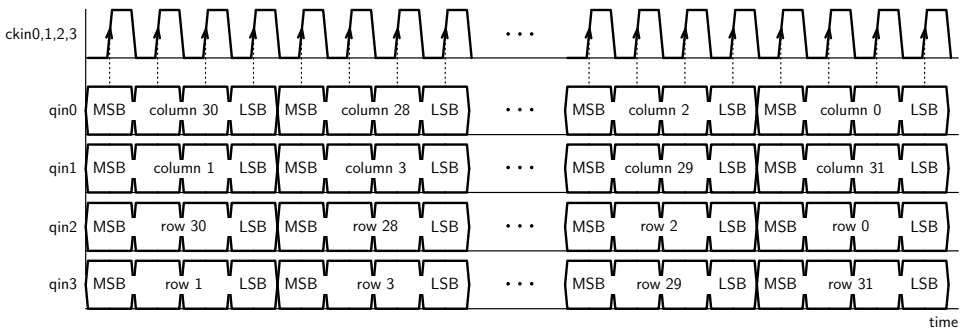 ckin0,1,2,3 ...
qin0 MSB column 30 LSB MSB column 28 LSB ... MSB column 2 LSB MSB column 0 LSB
qin1 MSB column 1 LSB MSB column 3 LSB ... MSB column 29 LSB MSB column 31 LSB
qin2 MSB row 30 LSB MSB row 28 LSB ... MSB row 2 LSB MSB row 0 LSB
qin3 MSB row 1 LSB MSB row 3 LSB ... MSB row 29 LSB MSB row 31 LSB
time